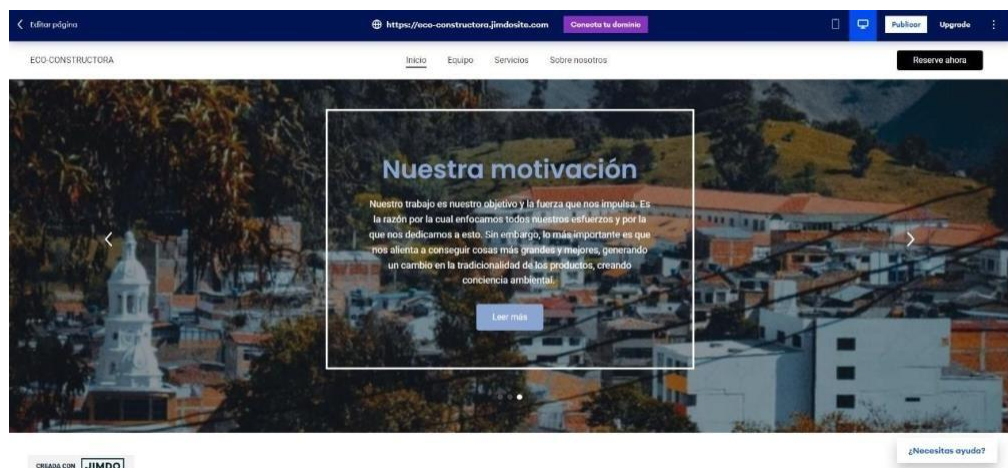 Editar página
https://eco-constructora.jimdosite.com
Conecta tu dominio
Publicar
Upgrade
ECO-CONSTRUCTORA
Inicio
Equipo
Servicios
Sobre nosotros
Reserve ahora
Nuestra motivación
Nuestro trabajo es nuestro objetivo y la fuerza que nos impulsa. Es
la razón por la cual enfocamos todos nuestros esfuerzos y por la
que nos dedicamos a esto. Sin embargo, lo más importante es que
nos alienta a conseguir cosas más grandes y mejores, generando
un cambio en la tradicionalidad de los productos, creando
conciencia ambiental.
Leer más
¿Necesitas ayuda?
CREADA CON JIMDO